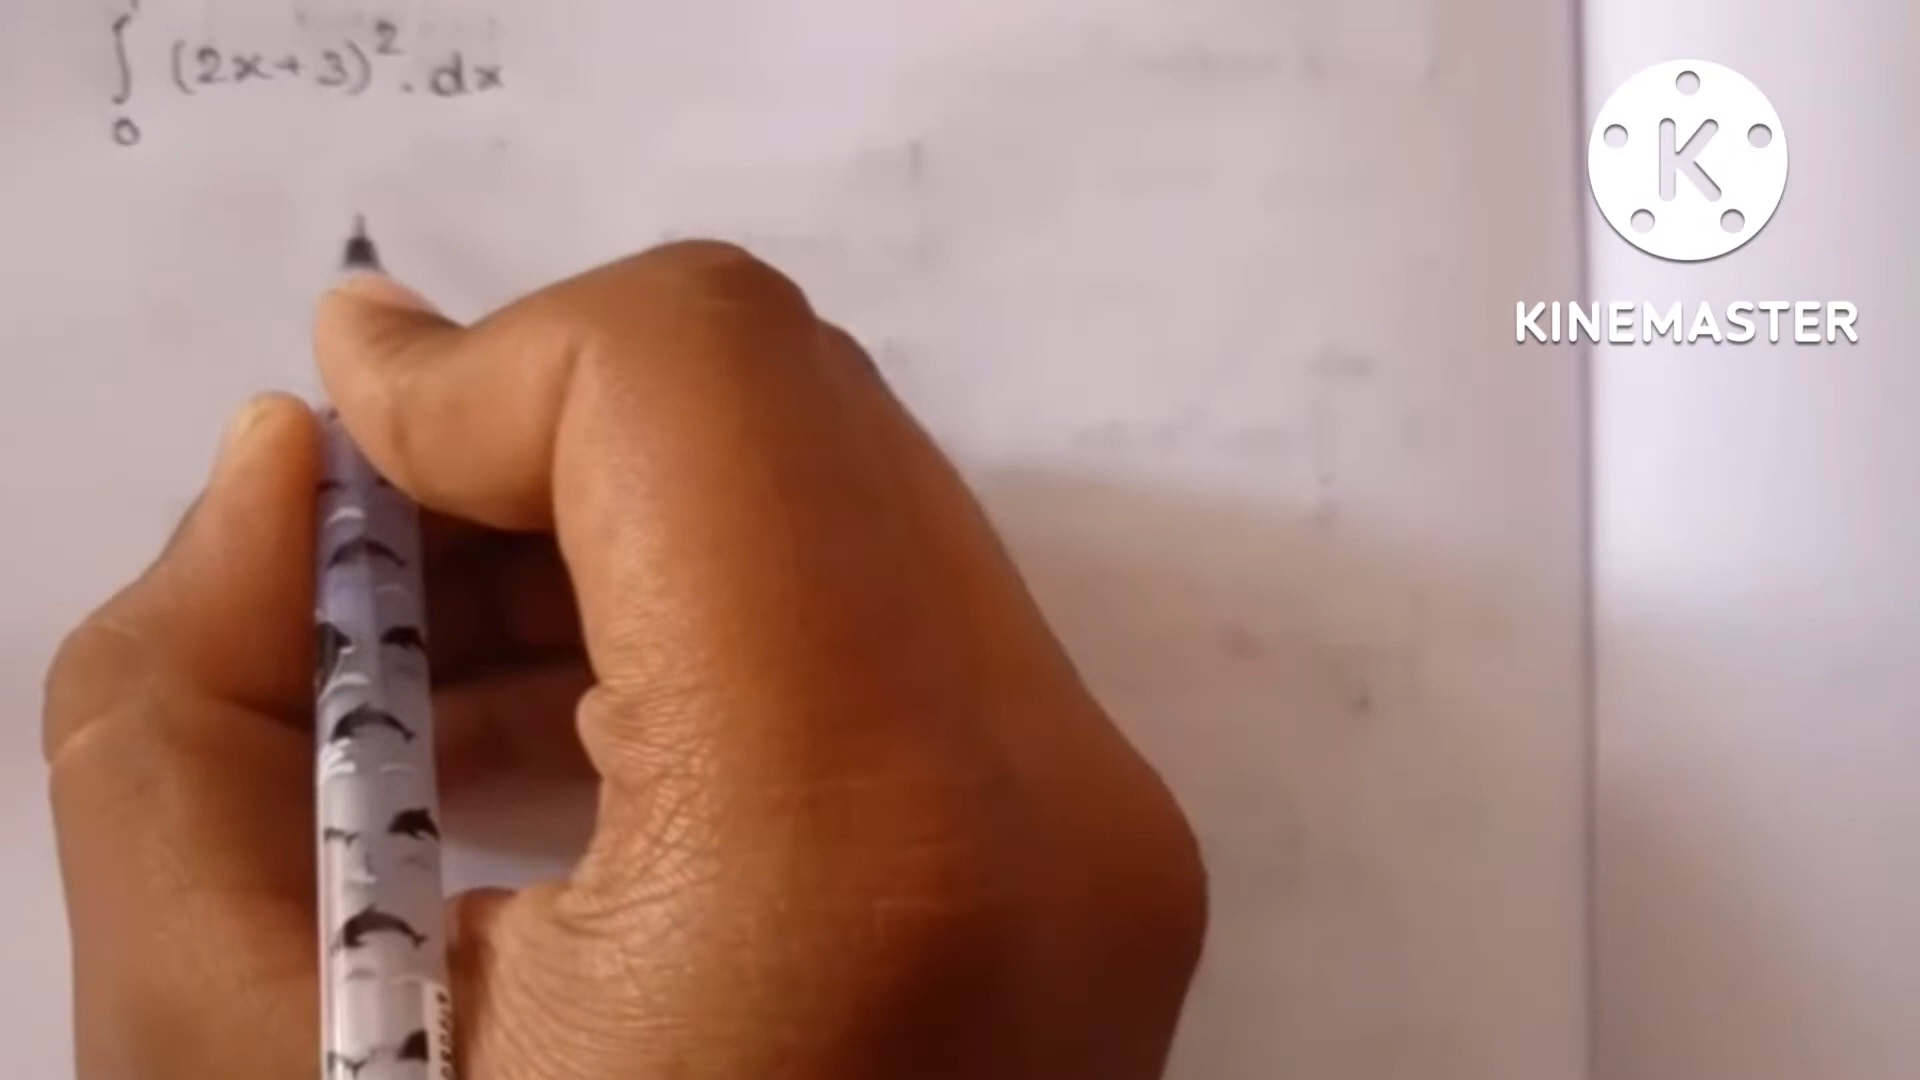 ∫ (2x+3)². dx
0
K
KINEMASTER